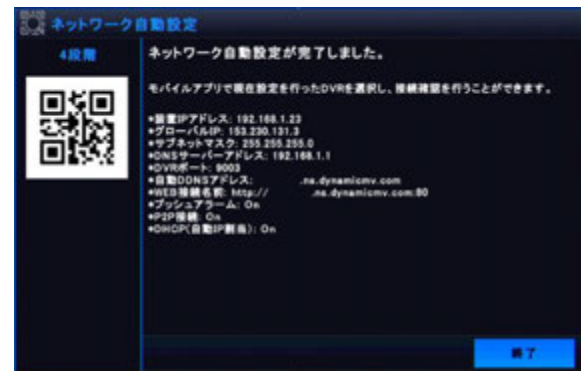 ネットワーク自動設定
4段階
ネットワーク自動設定が完了しました。
モバイルアプリで現在設定を行ったDVRを選択し、接続確認を行うことができます。
*装置IPアドレス: 192.168.1.23
*グローバルIP: 153.230.131.3
*サブネットマスク: 255.255.255.0
*DNSサーバーアドレス: 192.168.1.1
*DVRポート: 9003
*自動DDNSアドレス: .ns.dynamicmv.com
*WEB接続名前: http:// .ns.dynamicmv.com:80
*プッシュアラーム: On
*P2P接続: On
*DHCP(自動IP割当): On
終了